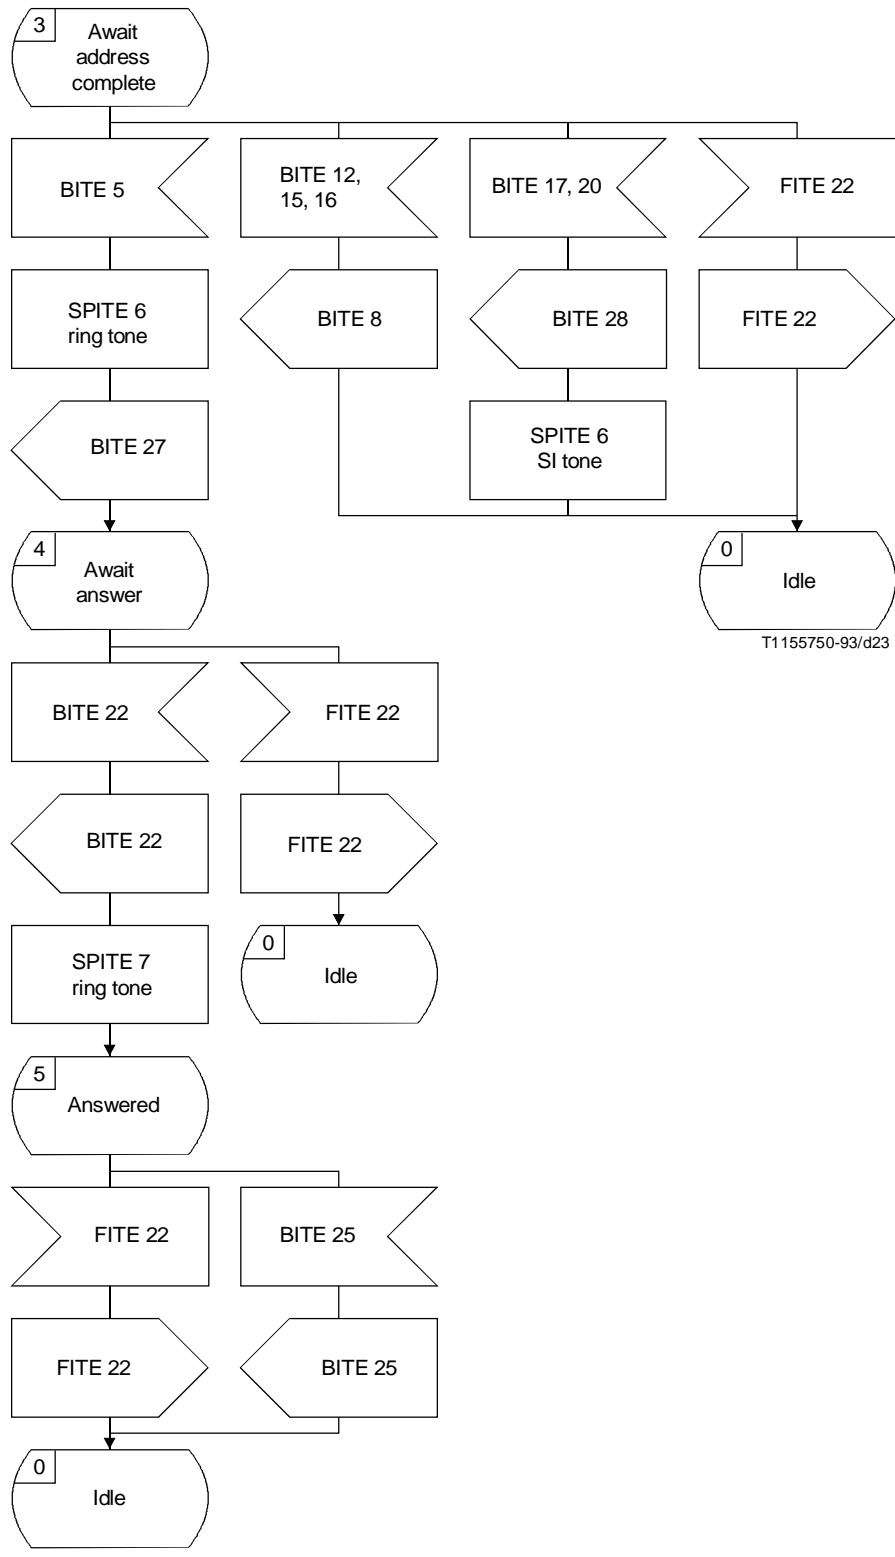 3
Await
address
complete
BITE 5
BITE 12,
15, 16
BITE 17, 20
FITE 22
SPITE 6
ring tone
BITE 8
BITE 28
FITE 22
BITE 27
SPITE 6
SI tone
4
Await
answer
0
Idle
T1155750-93/d23
BITE 22
FITE 22
BITE 22
FITE 22
SPITE 7
ring tone
0
Idle
5
Answered
FITE 22
BITE 25
FITE 22
BITE 25
0
Idle